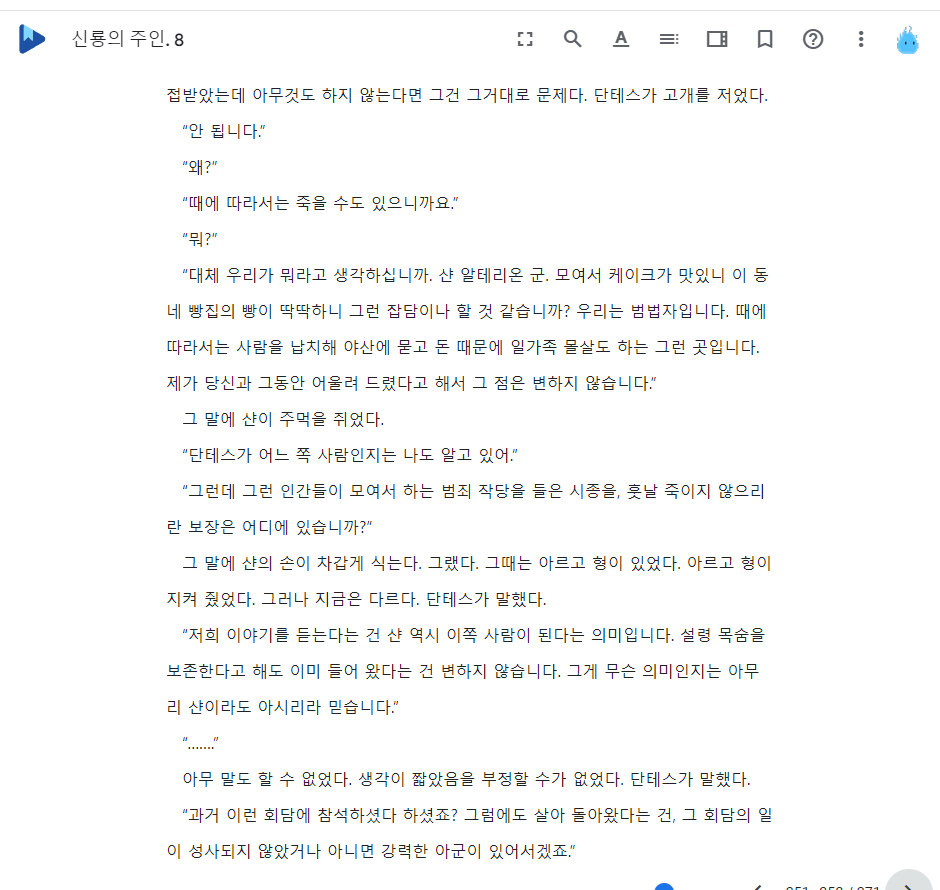 신룡의 주인. 8
접받았는데 아무것도 하지 않는다면 그건 그거대로 문제다. 단테스가 고개를 저었다.
“안 됩니다.”
“왜?”
“때에 따라서는 죽을 수도 있으니까요.”
“뭐?”
“대체 우리가 뭐라고 생각하십니까. 샨 알테리온 군. 모여서 케이크가 맛있니 이 동
네 빵집의 빵이 딱딱하니 그런 잡담이나 할 것 같습니까? 우리는 범법자입니다. 때에
따라서는 사람을 납치해 야산에 묻고 돈 때문에 일가족 몰살도 하는 그런 곳입니다.
제가 당신과 그동안 어울려 드렸다고 해서 그 점은 변하지 않습니다.”
그 말에 샨이 주먹을 쥐었다.
“단테스가 어느 쪽 사람인지는 나도 알고 있어.”
“그런데 그런 인간들이 모여서 하는 범죄 작당을 들은 시종을, 훗날 죽이지 않으리
란 보장은 어디에 있습니까?”
그 말에 샨의 손이 차갑게 식는다. 그랬다. 그때는 아르고 형이 있었다. 아르고 형이
지켜 줬었다. 그러나 지금은 다르다. 단테스가 말했다.
“저희 이야기를 듣는다는 건 샨 역시 이쪽 사람이 된다는 의미입니다. 설령 목숨을
보존한다고 해도 이미 들어 왔다는 건 변하지 않습니다. 그게 무슨 의미인지는 아무
리 샨이라도 아시리라 믿습니다.”
“.......”
아무 말도 할 수 없었다. 생각이 짧았음을 부정할 수가 없었다. 단테스가 말했다.
“과거 이런 회담에 참석하셨다 하셨죠? 그럼에도 살아 돌아왔다는 건, 그 회담의 일
이 성사되지 않았거나 아니면 강력한 아군이 있어서겠죠.”